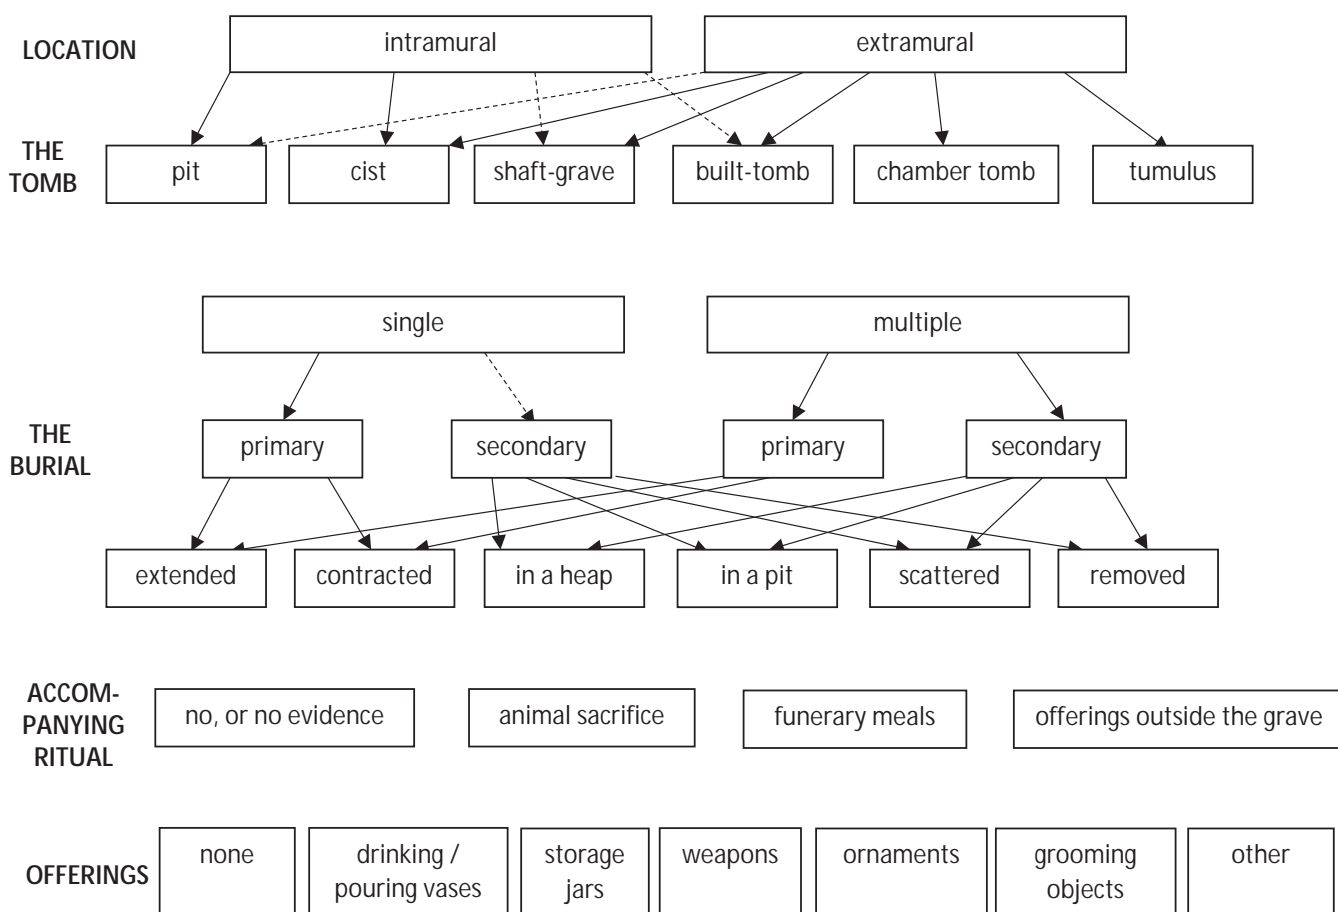 LOCATION
intramural
extramural
THE
TOMB
pit
cist
shaft-grave
built-tomb
chamber tomb
tumulus
single
multiple
THE
BURIAL
primary
secondary
primary
secondary
extended
contracted
in a heap
in a pit
scattered
removed
ACCOM-
PANYING
RITUAL
no, or no evidence
animal sacrifice
funerary meals
offerings outside the grave
OFFERINGS
none
drinking /
pouring vases
storage
jars
weapons
ornaments
grooming
objects
other